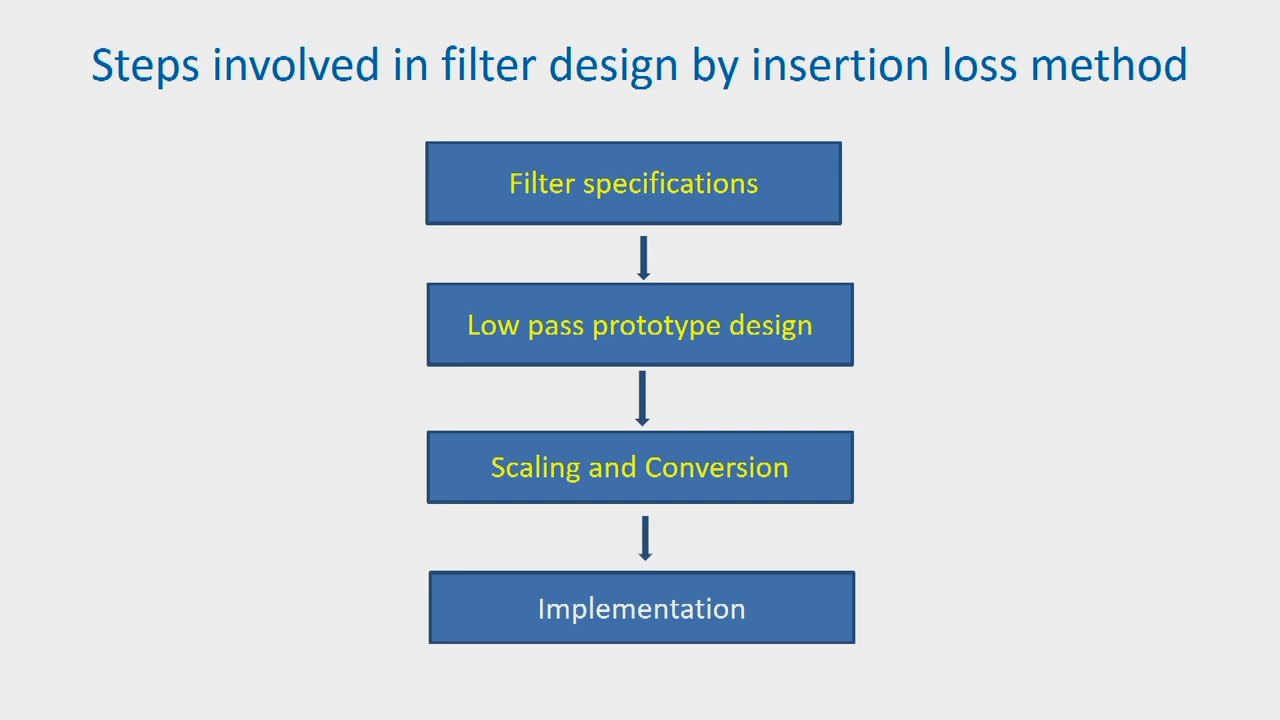 Steps involved in filter design by insertion loss method
Filter specifications
Low pass prototype design
Scaling and Conversion
Implementation